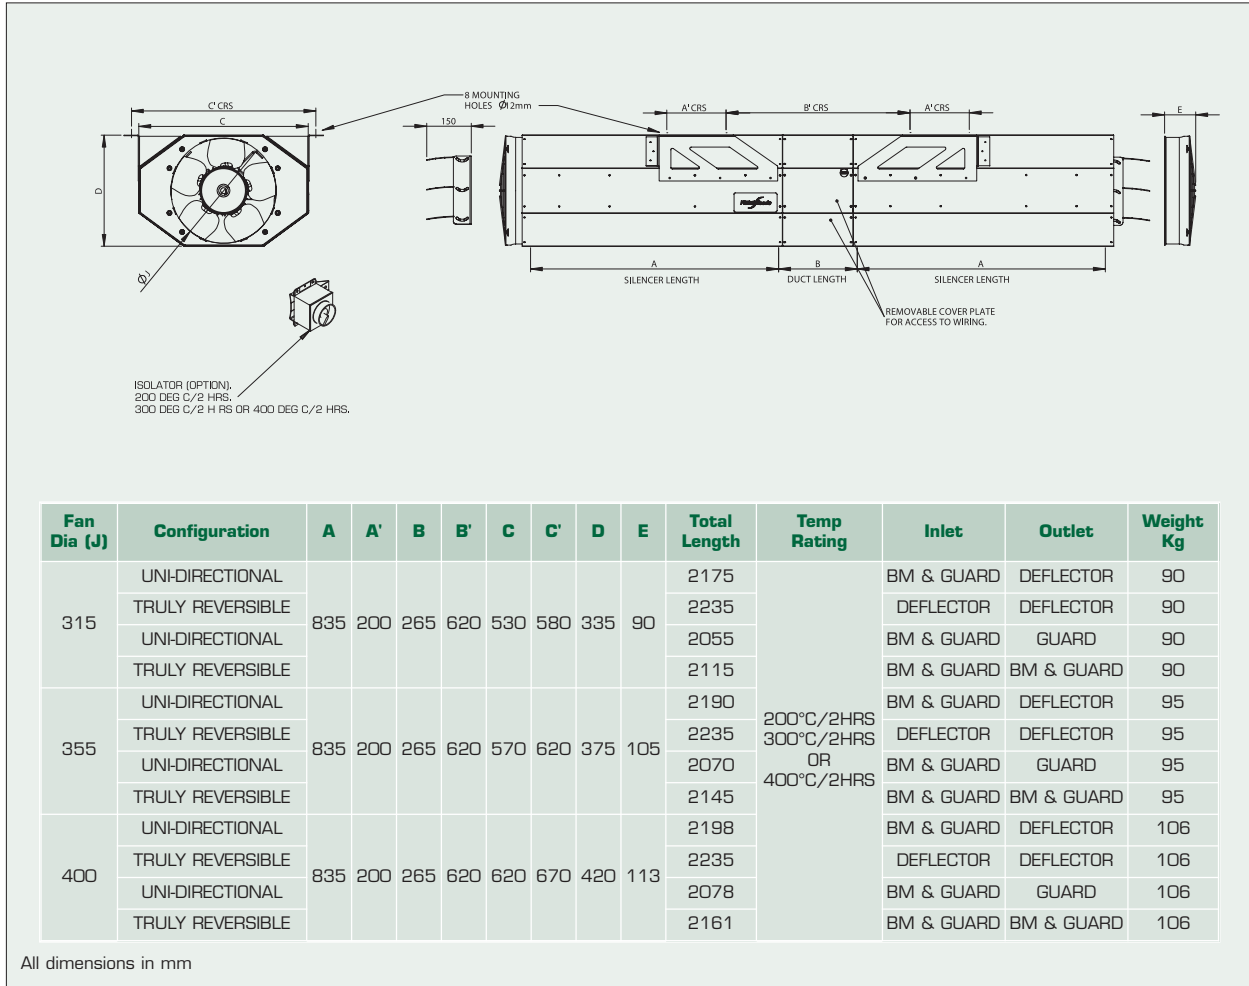 C' CRS
C
D
Ø J
8 MOUNTING
HOLES Ø12mm
150
A' CRS
B' CRS
A' CRS
E
A
B
A
SILENCER LENGTH
DUCT LENGTH
SILENCER LENGTH
REMOVABLE COVER PLATE
FOR ACCESS TO WIRING.
ISOLATOR (OPTION).
200 DEG C/2 HRS.
300 DEG C/2 H RS OR 400 DEG C/2 HRS.
Fan Dia (J) Configuration A A' B B' C C' D E Total Length Temp Rating Inlet Outlet Weight Kg
315 835 200 265 620 530 580 335 90
UNI-DIRECTIONAL 2175 BM & GUARD DEFLECTOR 90
TRULY REVERSIBLE 2235 DEFLECTOR DEFLECTOR 90
UNI-DIRECTIONAL 2055 BM & GUARD GUARD 90
TRULY REVERSIBLE 2115 BM & GUARD BM & GUARD 90
355 835 200 265 620 570 620 375 105
UNI-DIRECTIONAL 2190 BM & GUARD DEFLECTOR 95
TRULY REVERSIBLE 2235 DEFLECTOR DEFLECTOR 95
UNI-DIRECTIONAL 2070 BM & GUARD GUARD 95
TRULY REVERSIBLE 2145 BM & GUARD BM & GUARD 95
200°C/2HRS
300°C/2HRS
OR
400°C/2HRS
400 835 200 265 620 620 670 420 113
UNI-DIRECTIONAL 2198 BM & GUARD DEFLECTOR 106
TRULY REVERSIBLE 2235 DEFLECTOR DEFLECTOR 106
UNI-DIRECTIONAL 2078 BM & GUARD GUARD 106
TRULY REVERSIBLE 2161 BM & GUARD BM & GUARD 106
All dimensions in mm